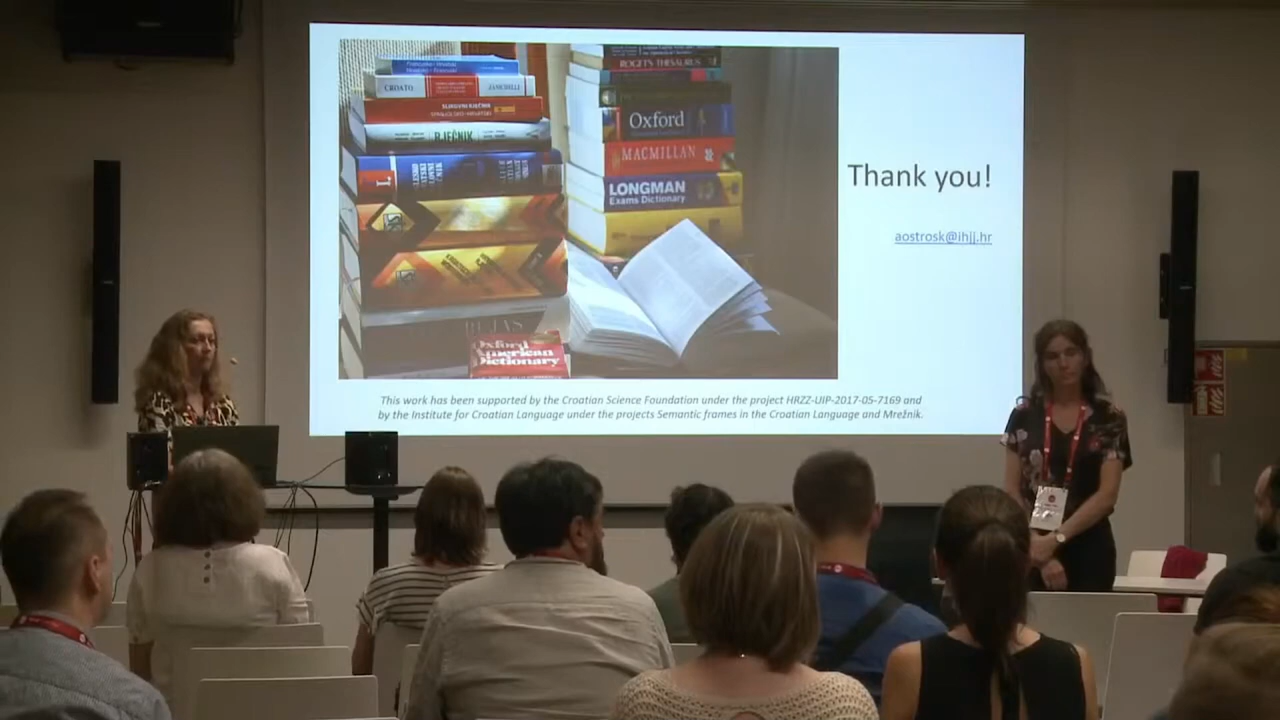 CROATO
RJEČNIK
ROGET'S THESAURUS
Oxford
MACMILLAN
LONGMAN
Exams Dictionary
Oxford
American
Dictionary
Thank you!
aostrosk@ihjj.hr
This work has been supported by the Croatian Science Foundation under the project HRZZ-UIP-2017-05-7169 and
by the Institute for Croatian Language under the projects Semantic frames in the Croatian Language and Mrežnik.